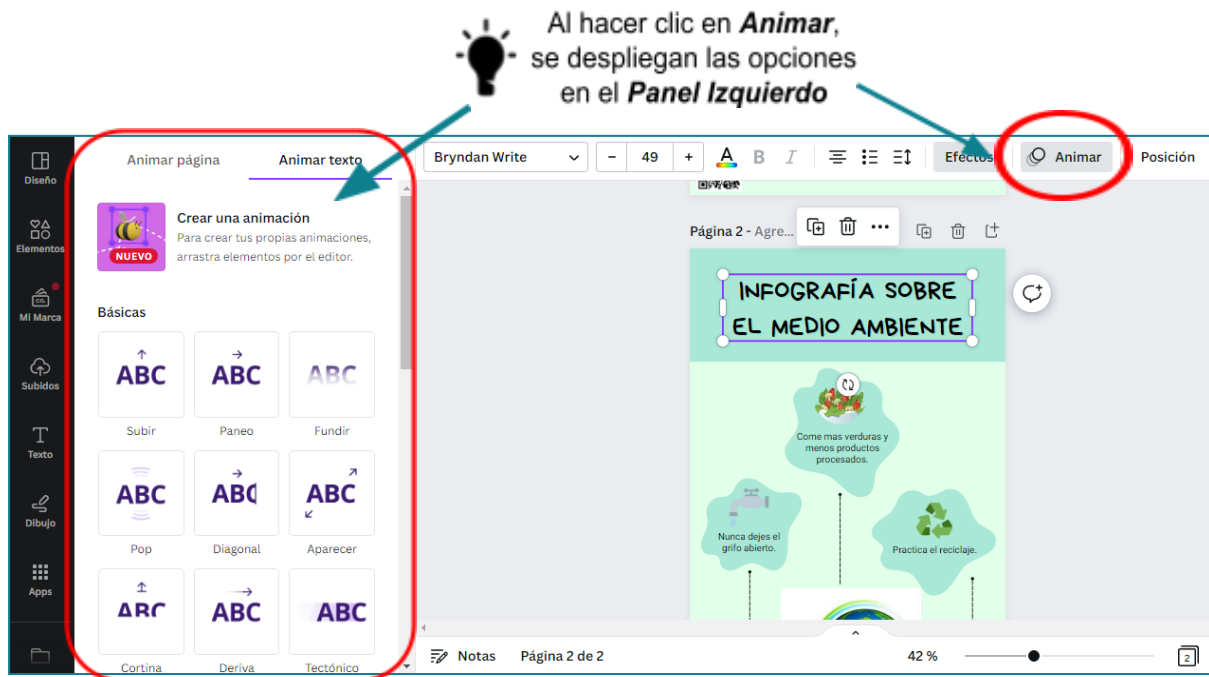 Al hacer clic en Animar,
se despliegan las opciones
en el Panel Izquierdo
Diseño
Elementos
CO.
Mi Marca
Subidos
Texto
Dibujo
Apps
Animar página
Animar texto
NUEVO
Crear una animación
Para crear tus propias animaciones,
arrastra elementos por el editor.
Básicas
ABC
ABC
ABC
Subir
Paneo
Fundir
ABC
ABC
ABC
Pop
Diagonal
Aparecer
ABC
ABC
ABC
Cortina
Deriva
Tectónico
Bryndan Write
– 49 +
A
B
I
Efectos
Animar
Posición
Página 2 - Agre...
INFOGRAFÍA SOBRE
EL MEDIO AMBIENTE
Come mas verduras y
menos productos
procesados.
Nunca dejes el
grifo abierto.
Practica el reciclaje.
Notas
Página 2 de 2
42 %
2